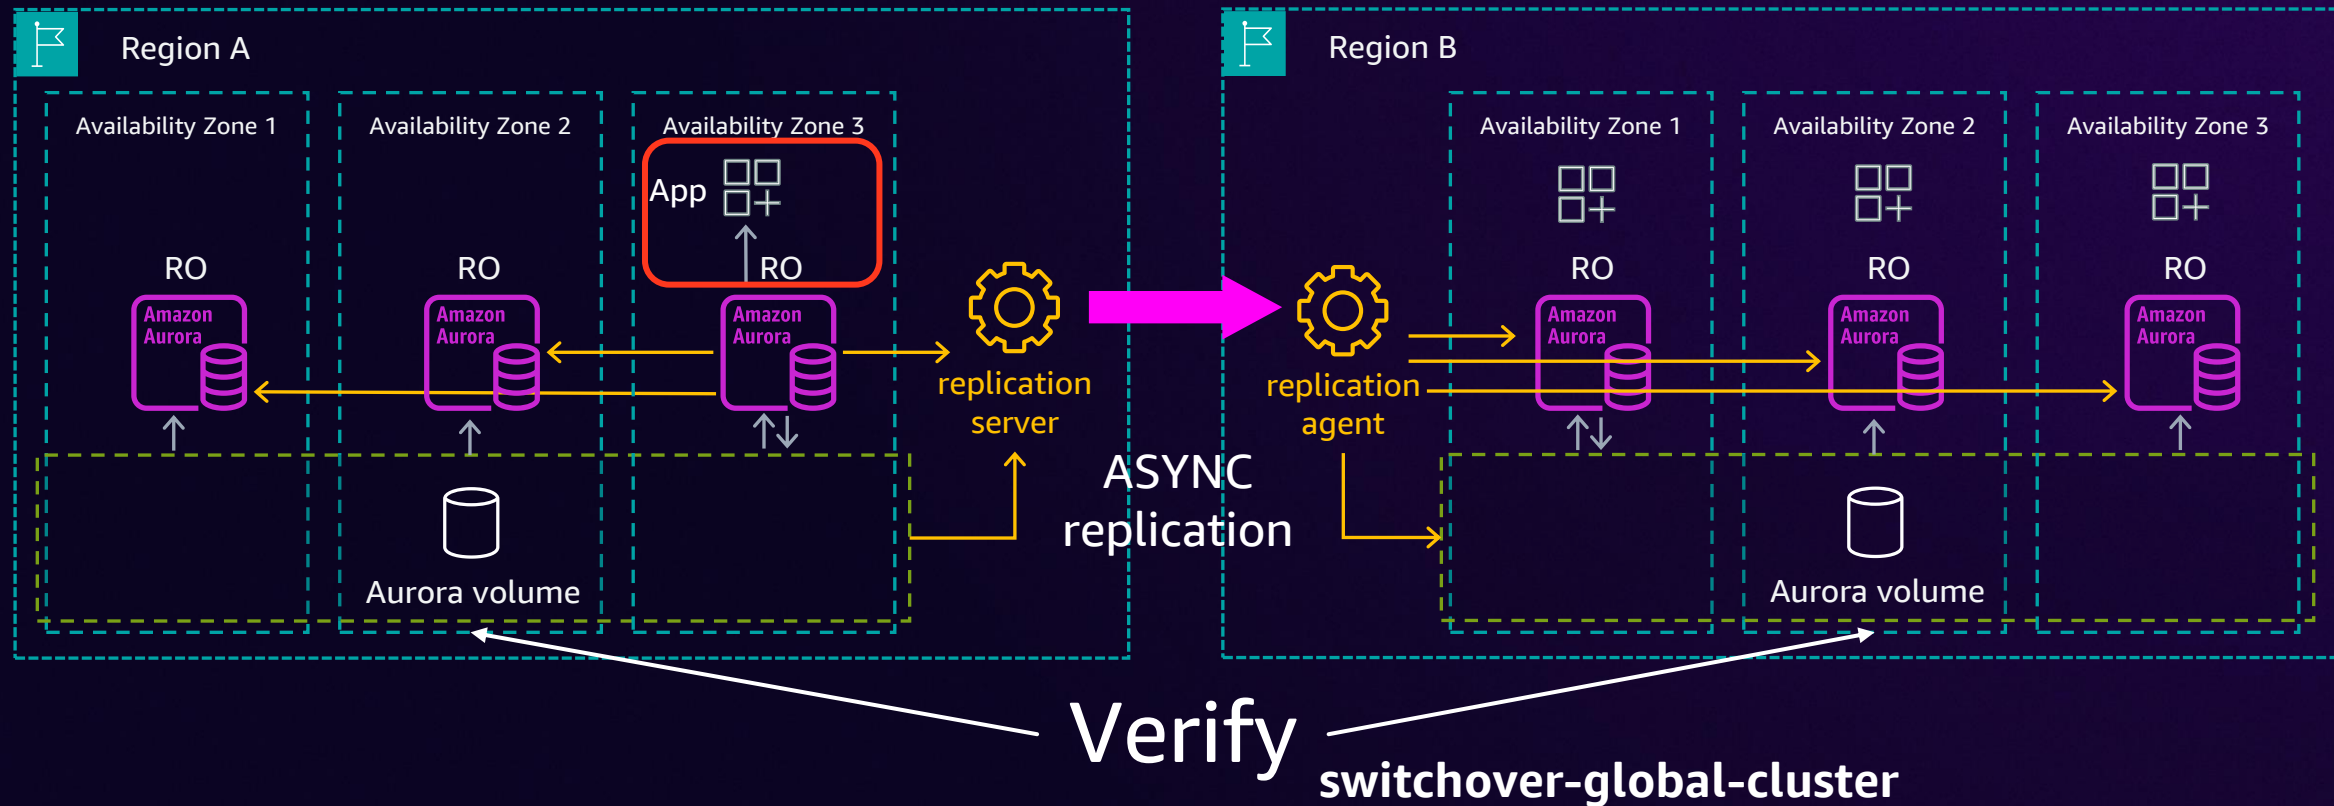 Region A
Region B
Availability Zone 1
Availability Zone 2
Availability Zone 3
Availability Zone 1
Availability Zone 2
Availability Zone 3
App
RO
RO
RO
RO
RO
RO
Amazon
Aurora
Amazon
Aurora
Amazon
Aurora
Amazon
Aurora
Amazon
Aurora
Amazon
Aurora
replication
server
replication
agent
ASYNC
replication
Aurora volume
Aurora volume
Verify
switchover-global-cluster